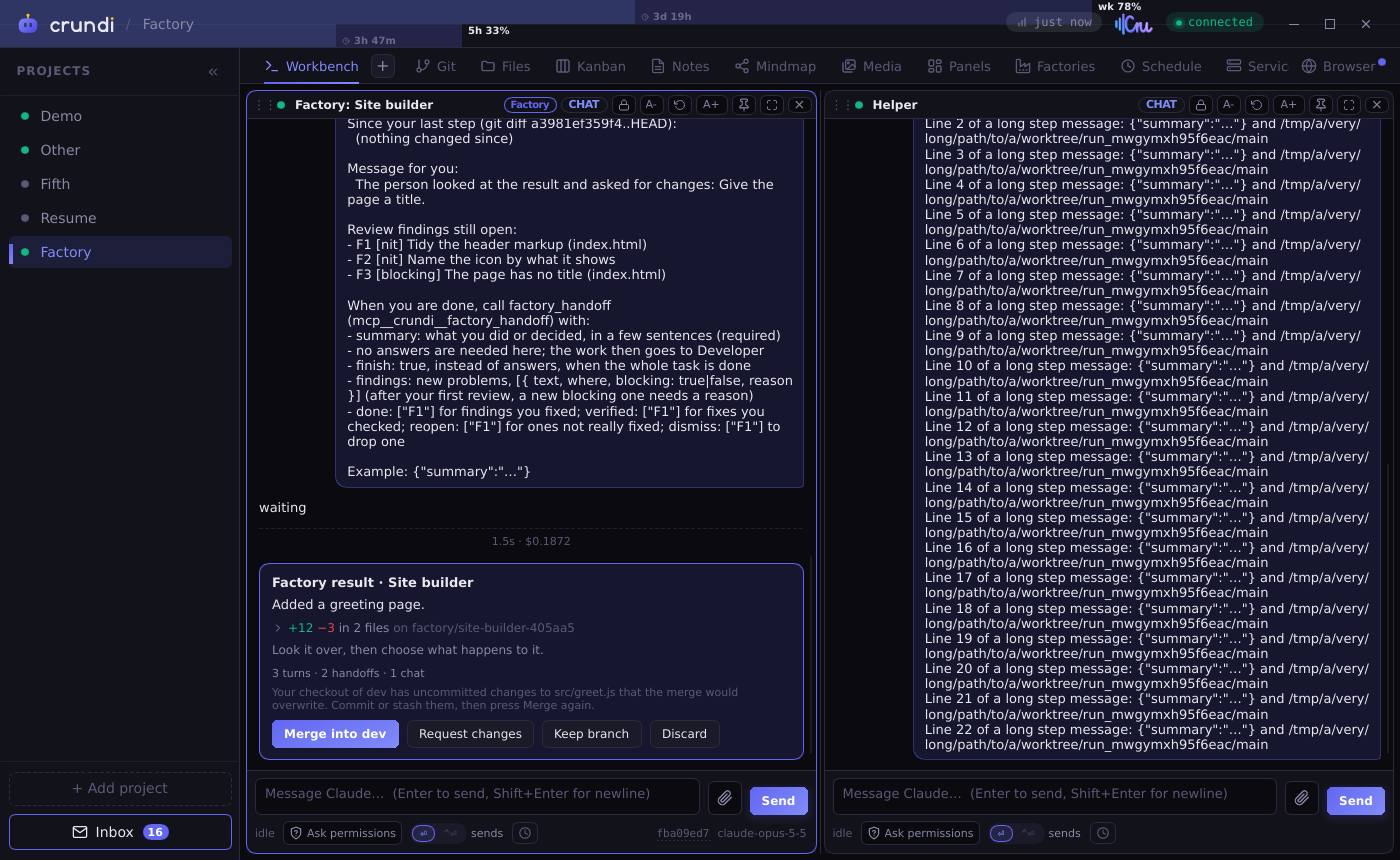 crundi / Factory
3d 19h
3h 47m
5h 33%
just now
wk 78%
Cru
connected
PROJECTS «
Demo
Other
Fifth
Resume
Factory
+ Add project
Inbox 16
Workbench + Git Files Kanban Notes Mindmap Media Panels Factories Schedule Servic Browser
Factory: Site builder Factory CHAT A- A+
Since your last step (git diff a3981ef359f4..HEAD):
(nothing changed since)
Message for you:
The person looked at the result and asked for changes: Give the
page a title.
Review findings still open:
- F1 [nit] Tidy the header markup (index.html)
- F2 [nit] Name the icon by what it shows
- F3 [blocking] The page has no title (index.html)
When you are done, call factory_handoff
(mcp__crundi__factory_handoff) with:
- summary: what you did or decided, in a few sentences (required)
- no answers are needed here; the work then goes to Developer
- finish: true, instead of answers, when the whole task is done
- findings: new problems, [{ text, where, blocking: true|false, reason
}] (after your first review, a new blocking one needs a reason)
- done: ["F1"] for findings you fixed; verified: ["F1"] for fixes you
checked; reopen: ["F1"] for ones not really fixed; dismiss: ["F1"] to
drop one
Example: {"summary":"…"}
waiting
1.5s · $0.1872
Factory result · Site builder
Added a greeting page.
+12 −3 in 2 files on factory/site-builder-405aa5
Look it over, then choose what happens to it.
3 turns · 2 handoffs · 1 chat
Your checkout of dev has uncommitted changes to src/greet.js that the merge would
overwrite. Commit or stash them, then press Merge again.
Merge into dev Request changes Keep branch Discard
Message Claude… (Enter to send, Shift+Enter for newline) Send
idle Ask permissions sends fba09ed7 claude-opus-5-5
Helper CHAT A- A+
Line 2 of a long step message: {"summary":"…"} and /tmp/a/very/
long/path/to/a/worktree/run_mwgymxh95f6eac/main
Line 3 of a long step message: {"summary":"…"} and /tmp/a/very/
long/path/to/a/worktree/run_mwgymxh95f6eac/main
Line 4 of a long step message: {"summary":"…"} and /tmp/a/very/
long/path/to/a/worktree/run_mwgymxh95f6eac/main
Line 5 of a long step message: {"summary":"…"} and /tmp/a/very/
long/path/to/a/worktree/run_mwgymxh95f6eac/main
Line 6 of a long step message: {"summary":"…"} and /tmp/a/very/
long/path/to/a/worktree/run_mwgymxh95f6eac/main
Line 7 of a long step message: {"summary":"…"} and /tmp/a/very/
long/path/to/a/worktree/run_mwgymxh95f6eac/main
Line 8 of a long step message: {"summary":"…"} and /tmp/a/very/
long/path/to/a/worktree/run_mwgymxh95f6eac/main
Line 9 of a long step message: {"summary":"…"} and /tmp/a/very/
long/path/to/a/worktree/run_mwgymxh95f6eac/main
Line 10 of a long step message: {"summary":"…"} and /tmp/a/very/
long/path/to/a/worktree/run_mwgymxh95f6eac/main
Line 11 of a long step message: {"summary":"…"} and /tmp/a/very/
long/path/to/a/worktree/run_mwgymxh95f6eac/main
Line 12 of a long step message: {"summary":"…"} and /tmp/a/very/
long/path/to/a/worktree/run_mwgymxh95f6eac/main
Line 13 of a long step message: {"summary":"…"} and /tmp/a/very/
long/path/to/a/worktree/run_mwgymxh95f6eac/main
Line 14 of a long step message: {"summary":"…"} and /tmp/a/very/
long/path/to/a/worktree/run_mwgymxh95f6eac/main
Line 15 of a long step message: {"summary":"…"} and /tmp/a/very/
long/path/to/a/worktree/run_mwgymxh95f6eac/main
Line 16 of a long step message: {"summary":"…"} and /tmp/a/very/
long/path/to/a/worktree/run_mwgymxh95f6eac/main
Line 17 of a long step message: {"summary":"…"} and /tmp/a/very/
long/path/to/a/worktree/run_mwgymxh95f6eac/main
Line 18 of a long step message: {"summary":"…"} and /tmp/a/very/
long/path/to/a/worktree/run_mwgymxh95f6eac/main
Line 19 of a long step message: {"summary":"…"} and /tmp/a/very/
long/path/to/a/worktree/run_mwgymxh95f6eac/main
Line 20 of a long step message: {"summary":"…"} and /tmp/a/very/
long/path/to/a/worktree/run_mwgymxh95f6eac/main
Line 21 of a long step message: {"summary":"…"} and /tmp/a/very/
long/path/to/a/worktree/run_mwgymxh95f6eac/main
Line 22 of a long step message: {"summary":"…"} and /tmp/a/very/
long/path/to/a/worktree/run_mwgymxh95f6eac/main
Message Claude… (Enter to send, Shift+Enter for newline) Send
idle Ask permissions sends